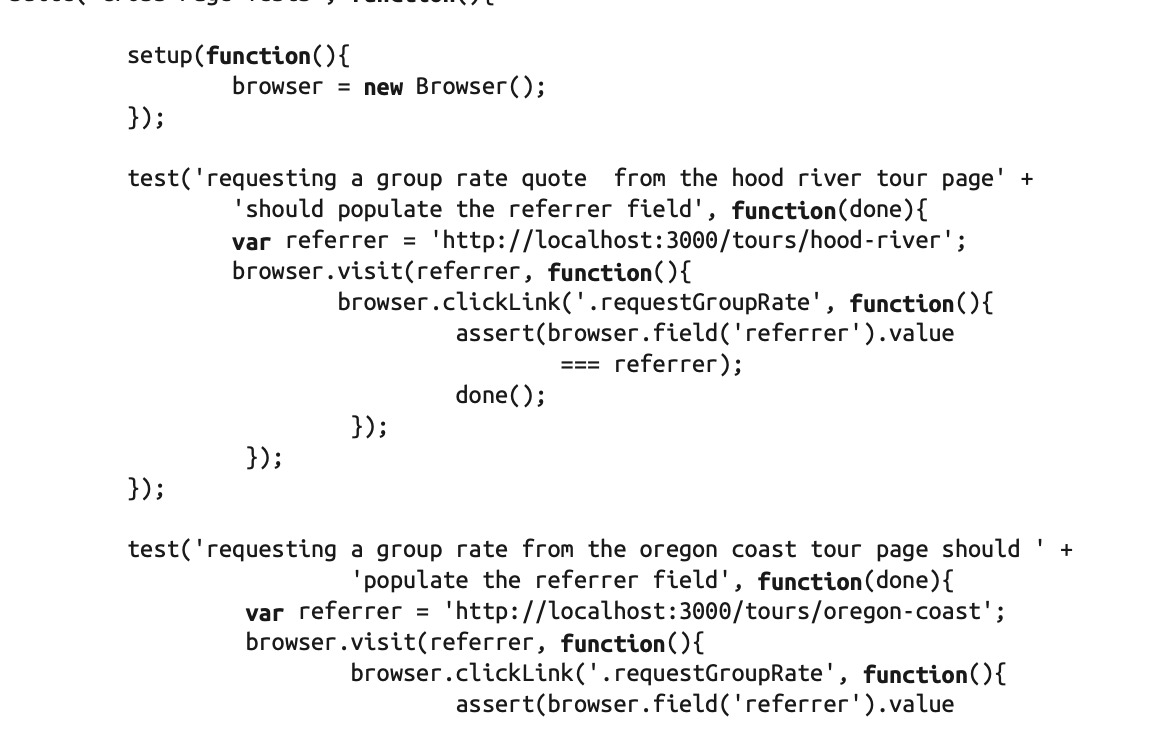 function(){
setup(function(){
browser = new Browser();
});
test('requesting a group rate quote  from the hood river tour page' +
'should populate the referrer field', function(done){
var referrer = 'http://localhost:3000/tours/hood-river';
browser.visit(referrer, function(){
browser.clickLink('.requestGroupRate', function(){
assert(browser.field('referrer').value
=== referrer);
done();
});
});
});
test('requesting a group rate from the oregon coast tour page should ' +
'populate the referrer field', function(done){
var referrer = 'http://localhost:3000/tours/oregon-coast';
browser.visit(referrer, function(){
browser.clickLink('.requestGroupRate', function(){
assert(browser.field('referrer').value